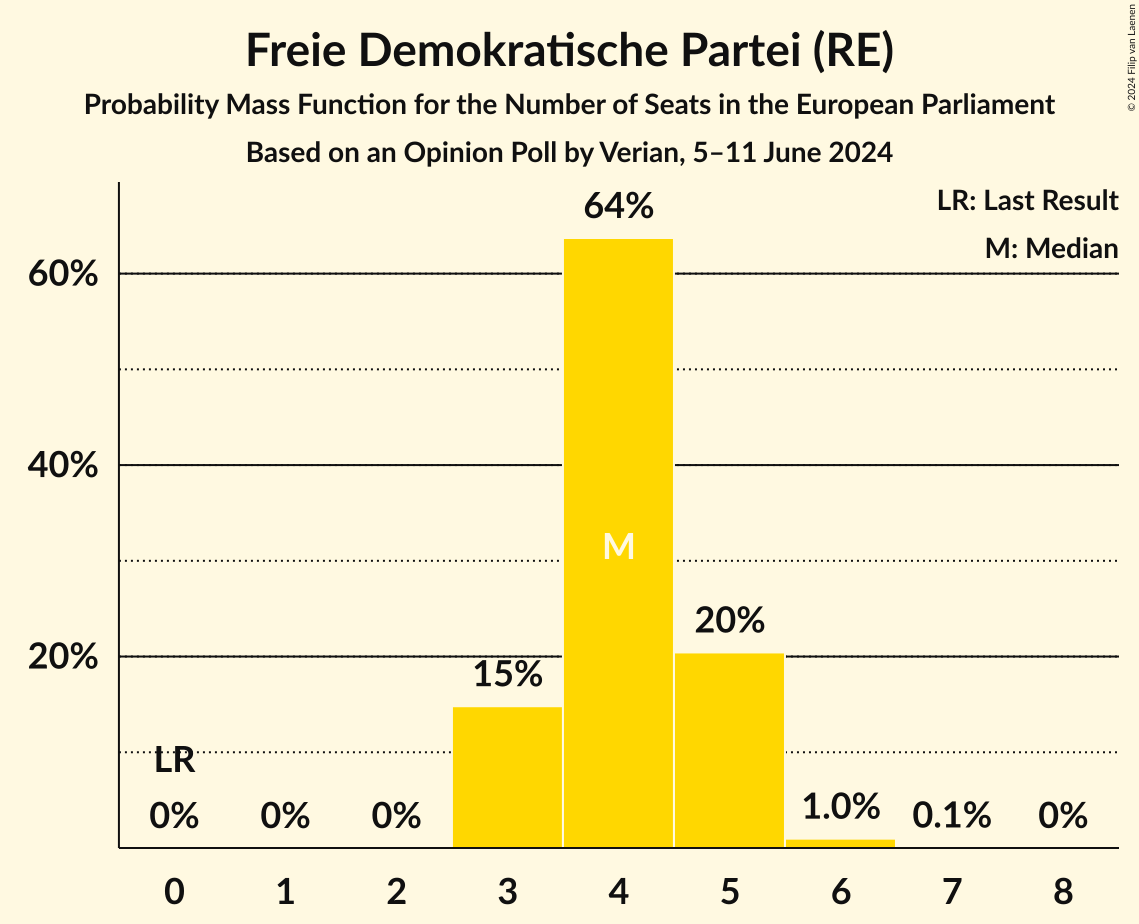 Freie Demokratische Partei (RE)
Probability Mass Function for the Number of Seats in the European Parliament
Based on an Opinion Poll by Verian, 5–11 June 2024
© 2024 Filip van Laenen
LR: Last Result
M: Median
64%
60%
40%
M
20%
20%
15%
LR
0% 0% 0% 1.0% 0.1% 0%
0 1 2 3 4 5 6 7 8